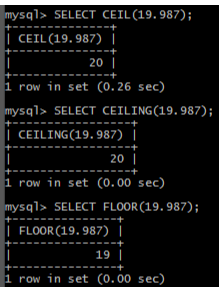 mysql> SELECT CEIL(19.987);
+--------------+
| CEIL(19.987) |
+--------------+
|           20 |
+--------------+
1 row in set (0.26 sec)
mysql> SELECT CEILING(19.987);
+-----------------+
| CEILING(19.987) |
+-----------------+
|              20 |
+-----------------+
1 row in set (0.00 sec)
mysql> SELECT FLOOR(19.987);
+---------------+
| FLOOR(19.987) |
+---------------+
|            19 |
+---------------+
1 row in set (0.00 sec)